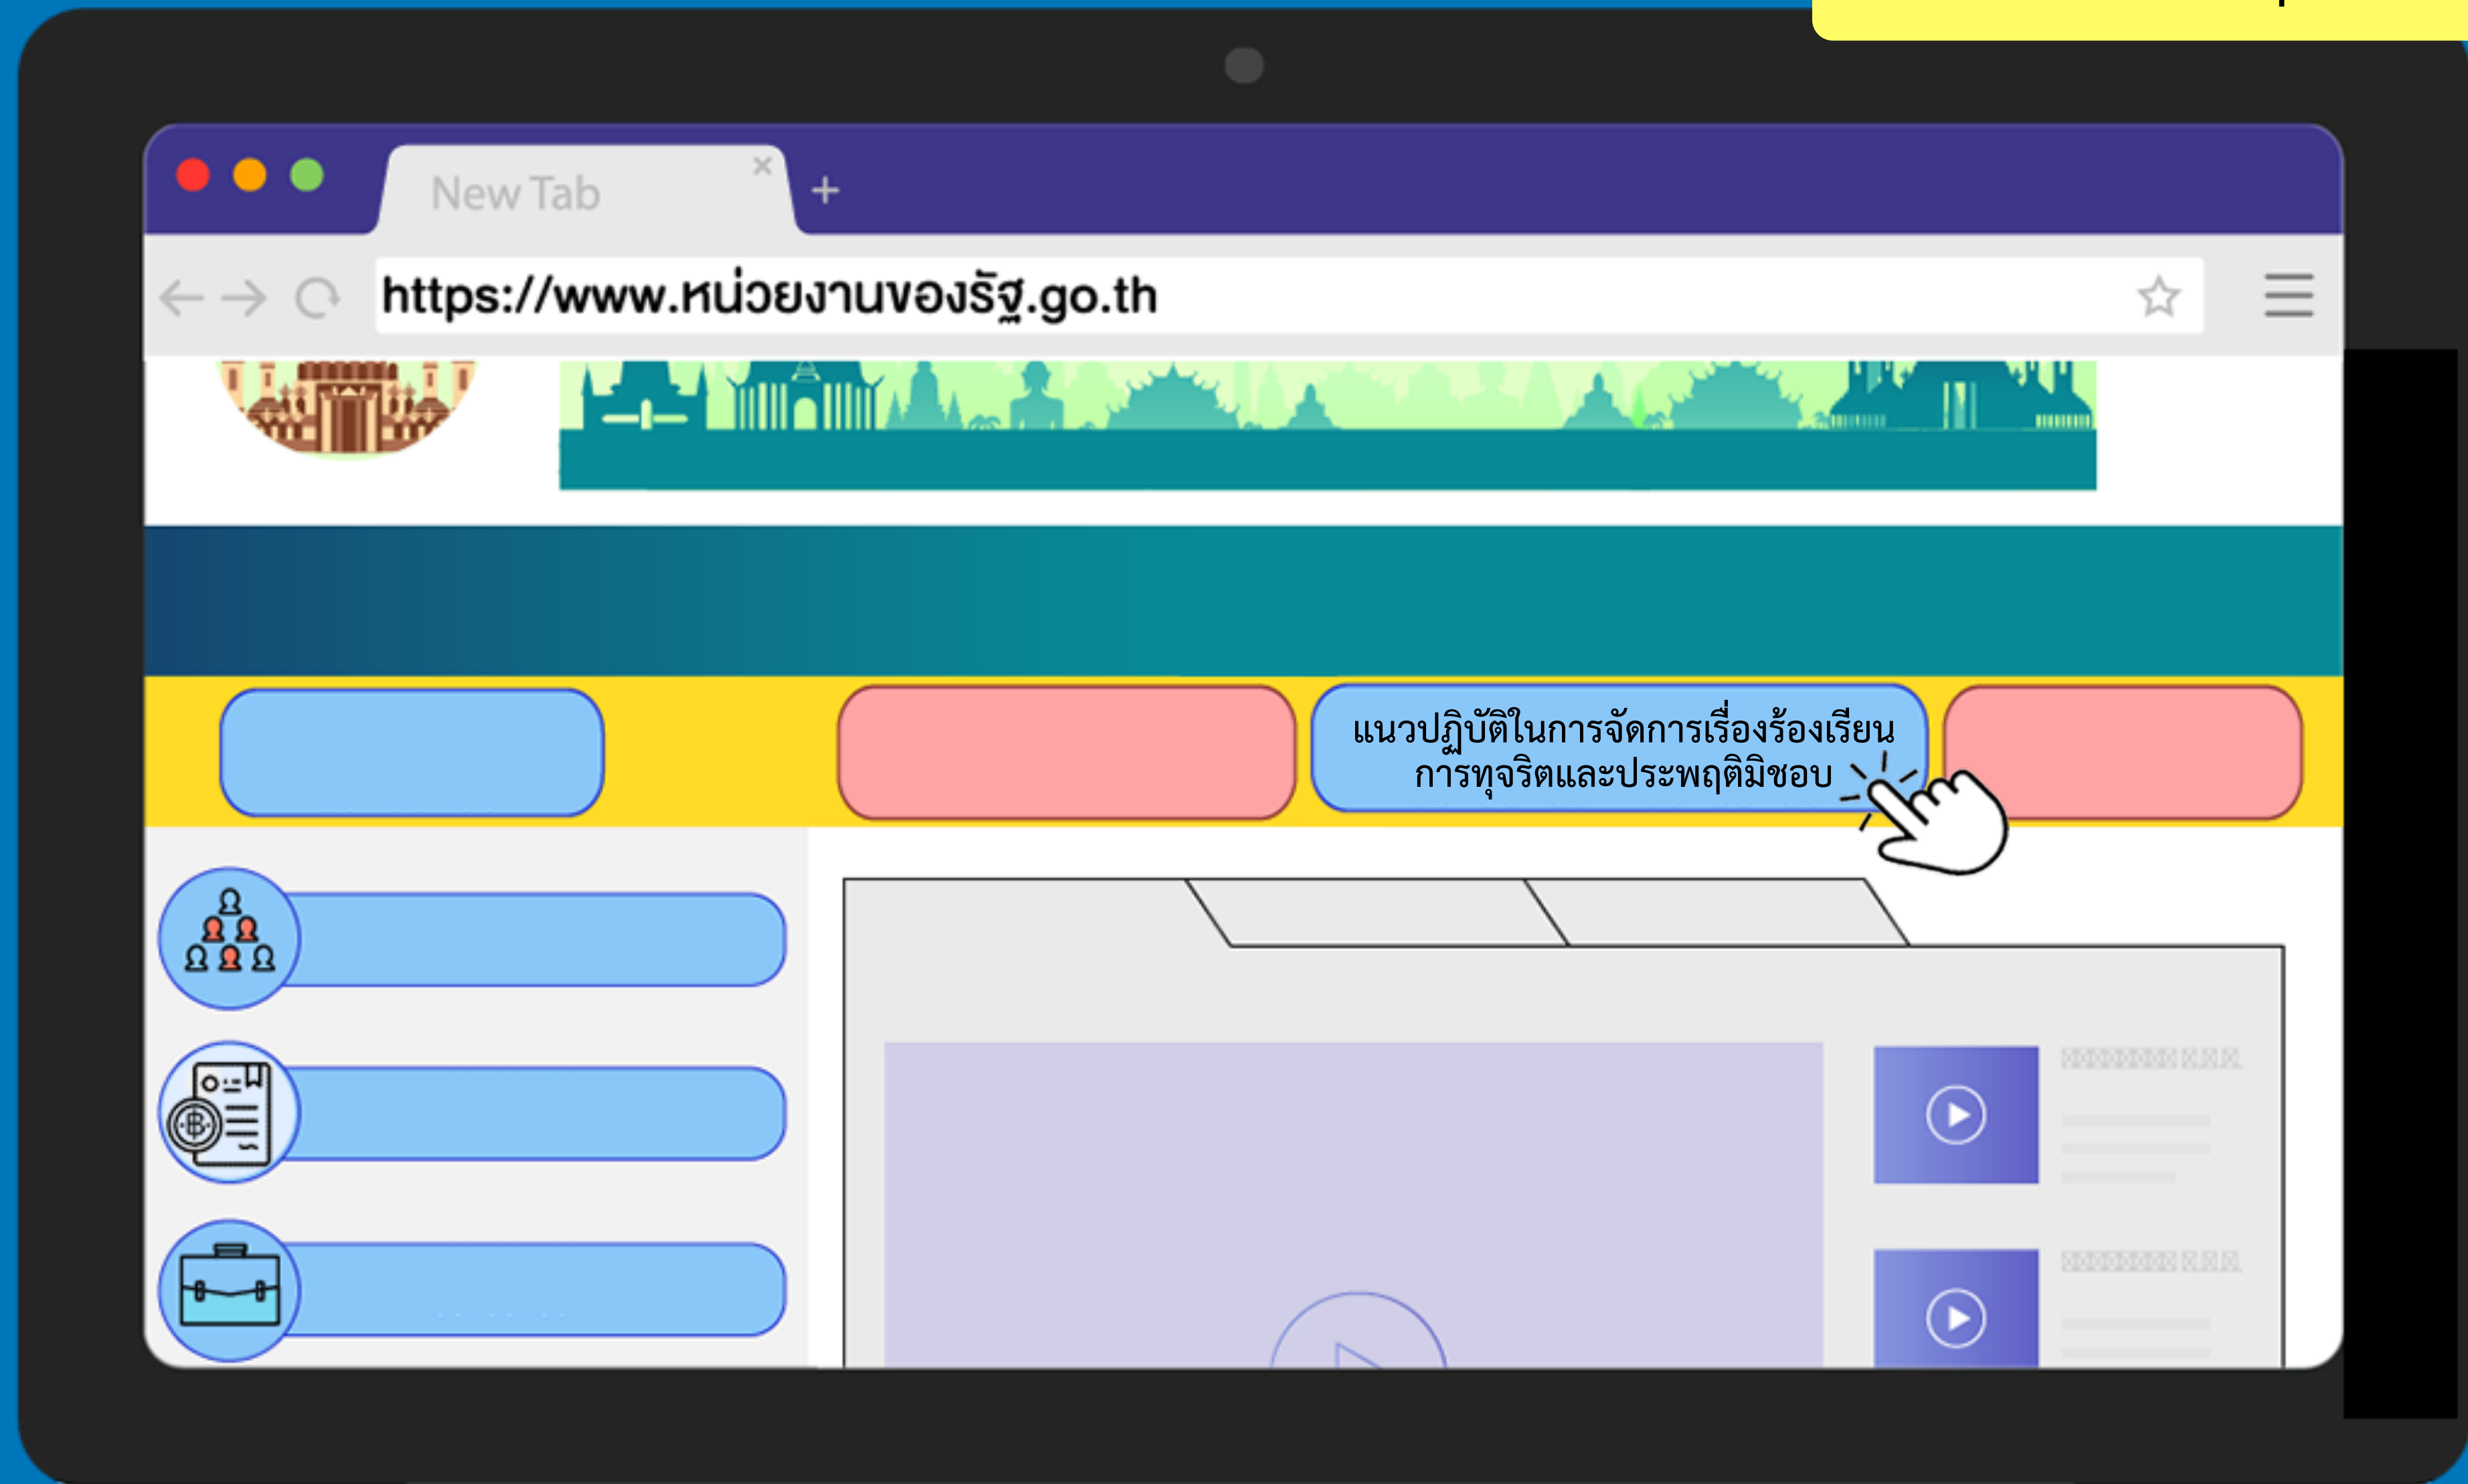 New Tab
https://www.หน่วยงานของรัฐ.go.th
แนวปฏิบัติในการจัดการเรื่องร้องเรียน
การทุจริตและประพฤติมิชอบ